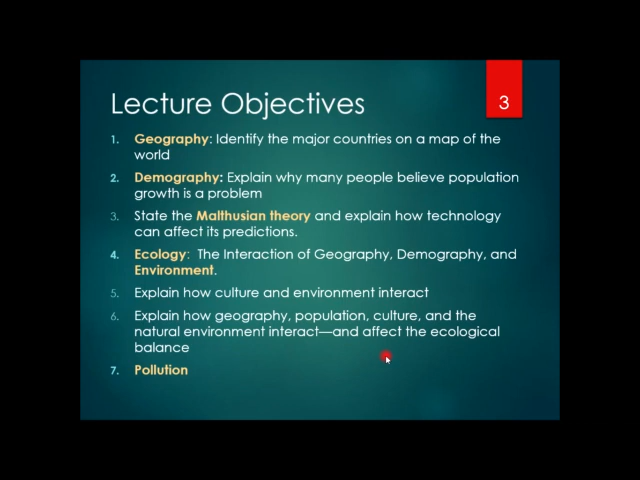 Lecture Objectives
3
1. Geography: Identify the major countries on a map of the
world
2. Demography: Explain why many people believe population
growth is a problem
3. State the Malthusian theory and explain how technology
can affect its predictions.
4. Ecology: The Interaction of Geography, Demography, and
Environment.
5. Explain how culture and environment interact
6. Explain how geography, population, culture, and the
natural environment interact—and affect the ecological
balance
7. Pollution